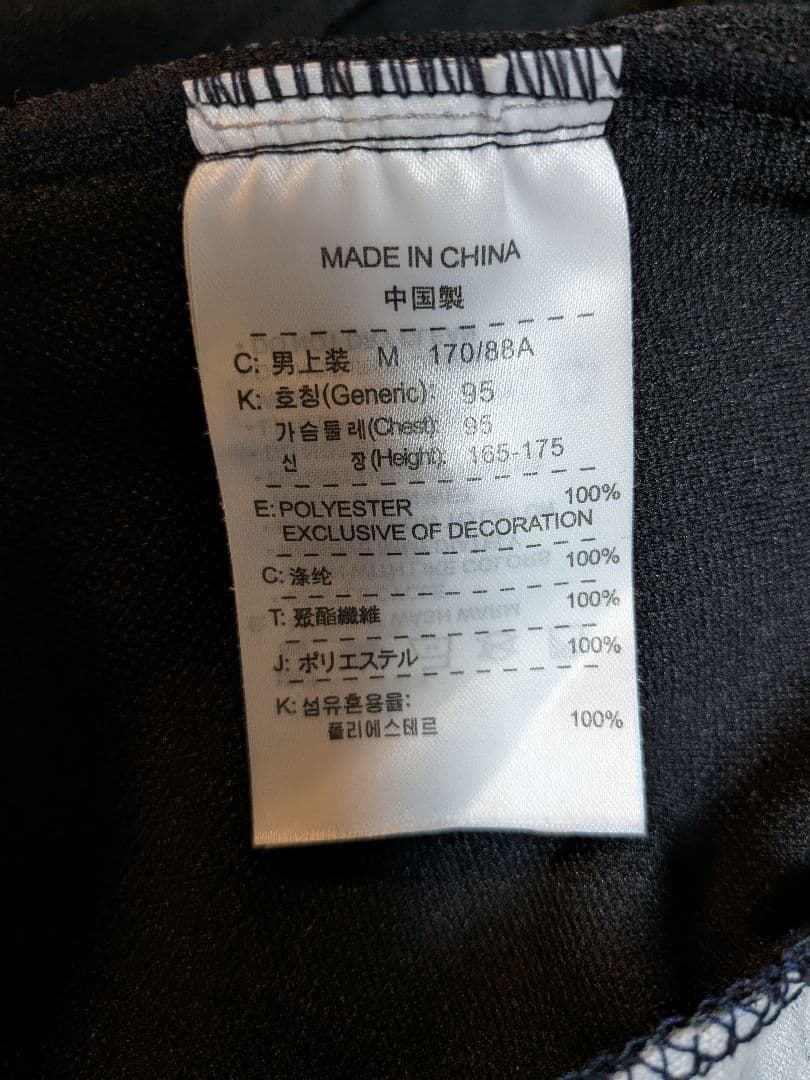 MADE IN CHINA
中国製
C: 男上装 M 170/88A
K: 호칭(Generic): 95
가슴둘레(Chest): 95
신 장(Height): 165-175
E: POLYESTER 100%
EXCLUSIVE OF DECORATION
C: 涤纶 100%
T: 聚酯纖維 100%
J: ポリエステル 100%
K: 섬유혼용율:
폴리에스테르 100%